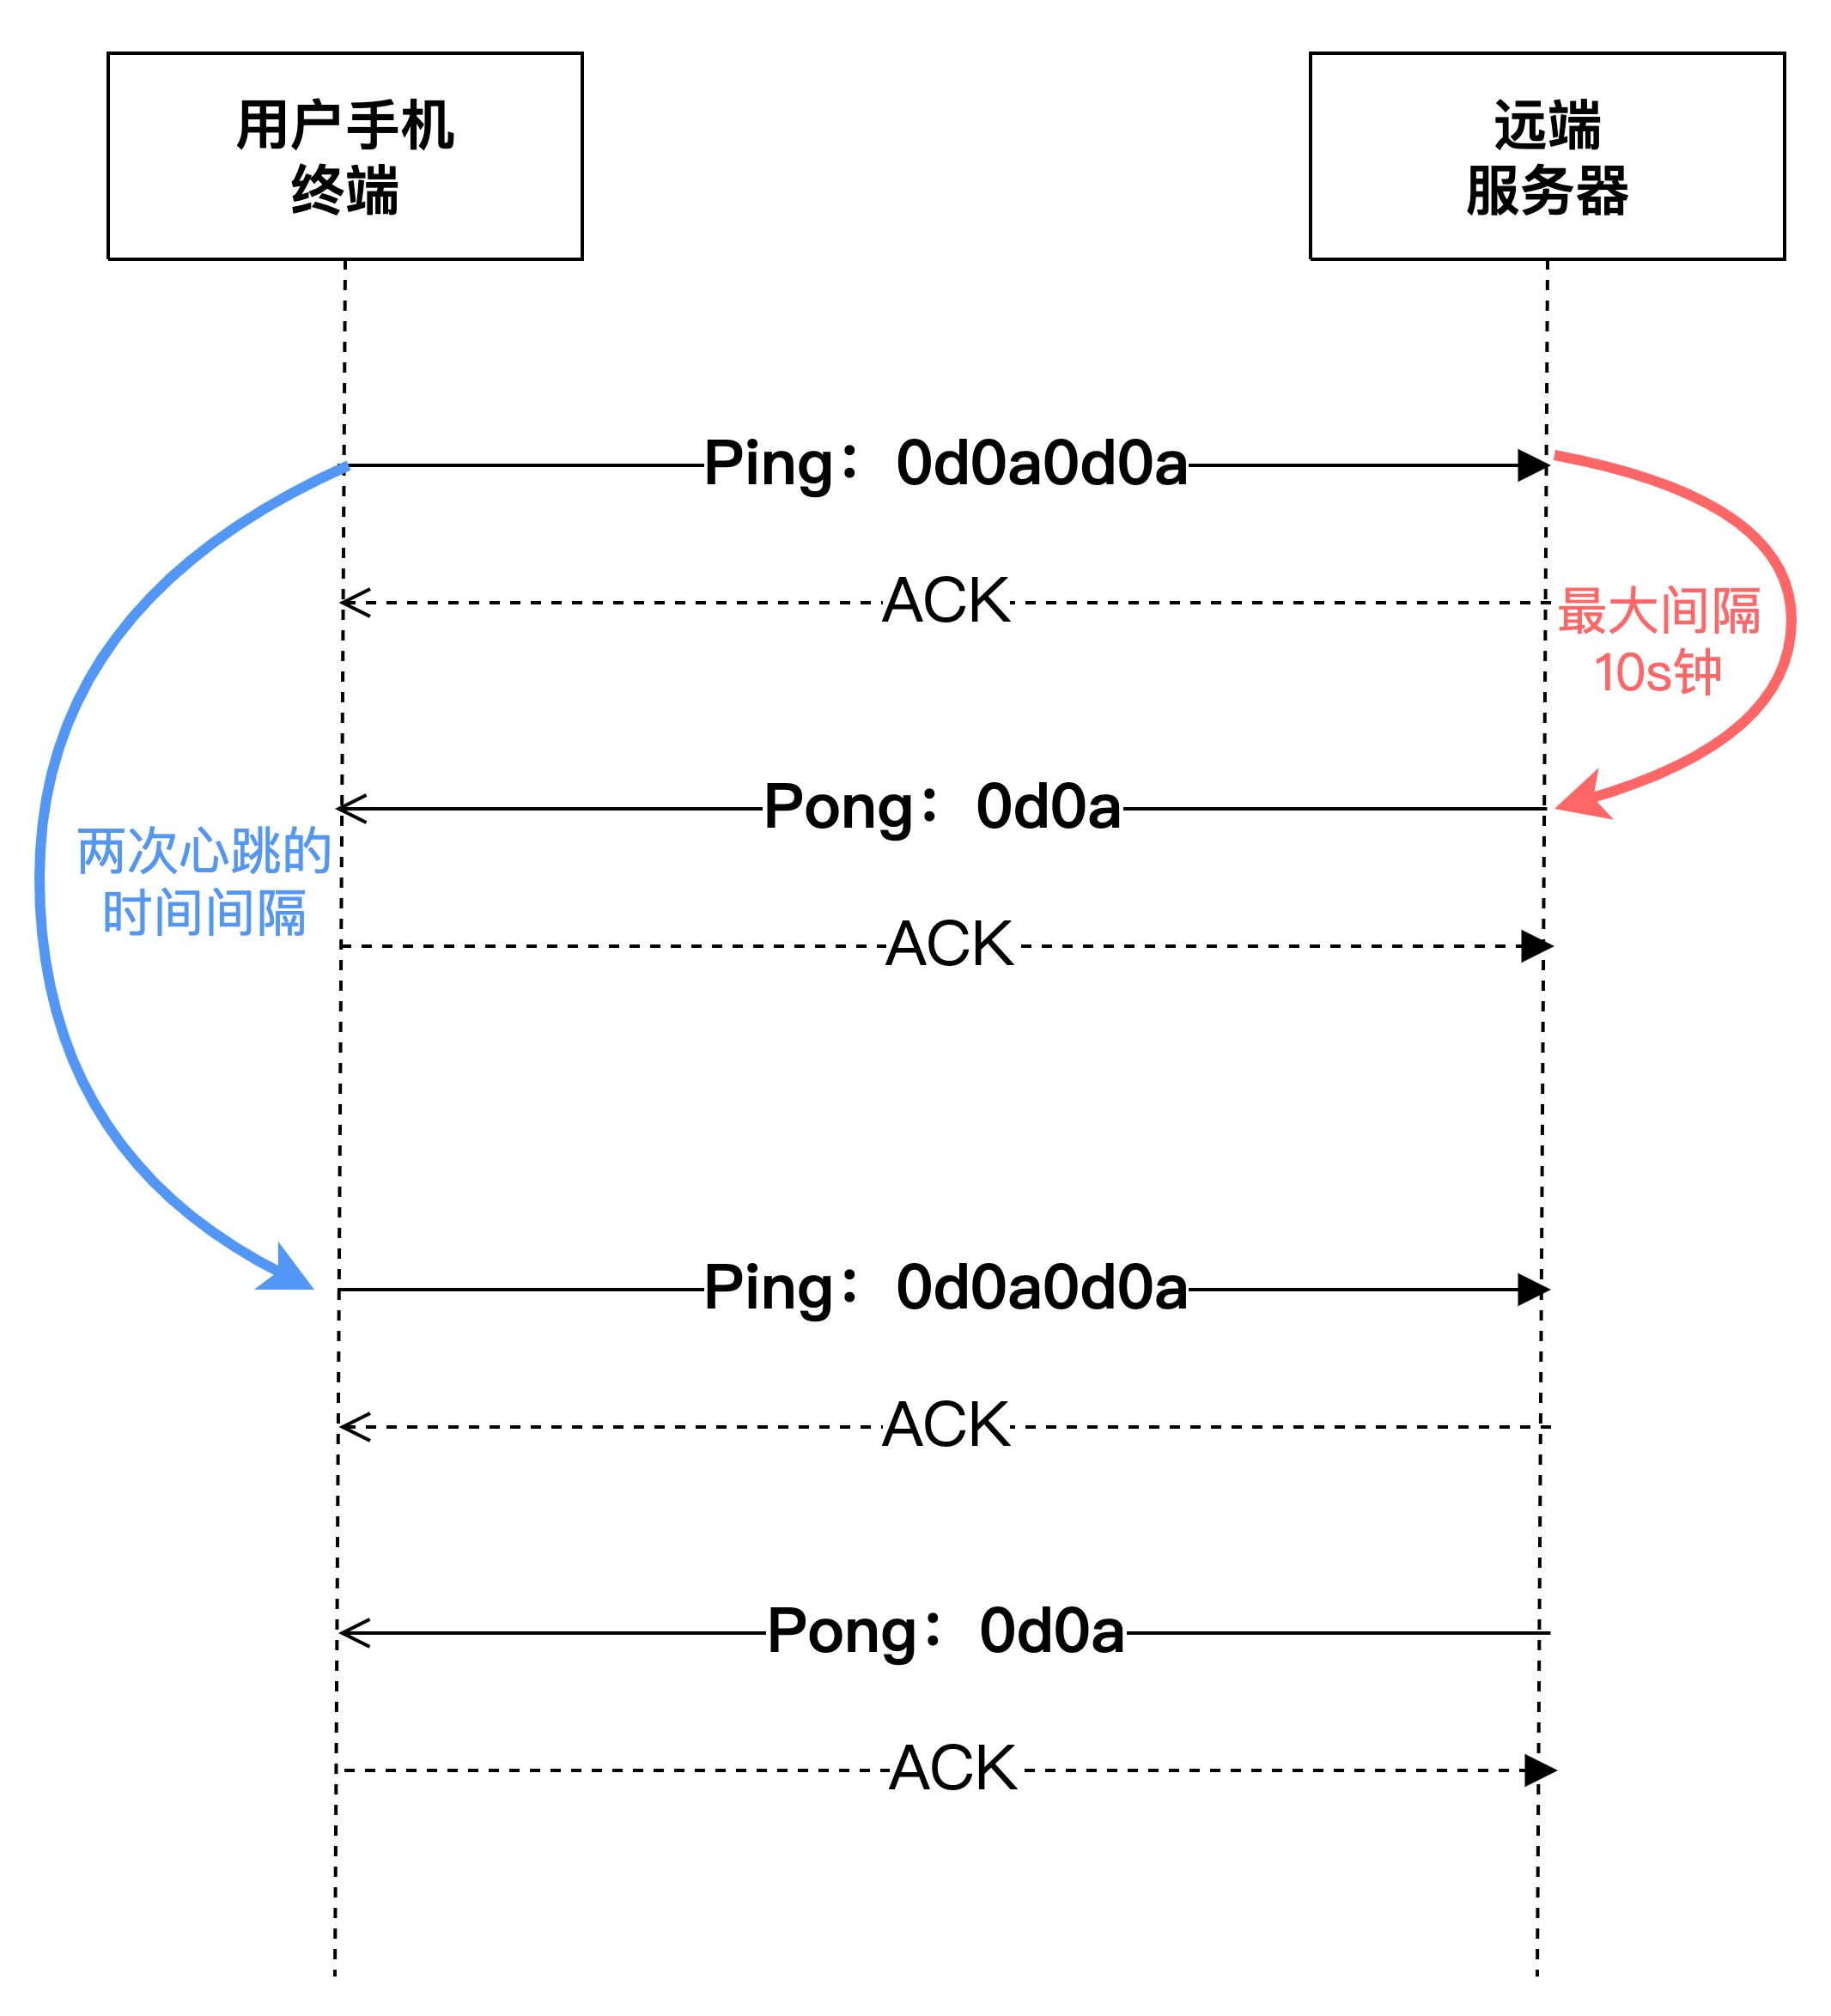 用户手机
终端
远端
服务器
Ping：0d0a0d0a
ACK
最大间隔
10s钟
Pong：0d0a
两次心跳的
时间间隔
ACK
Ping：0d0a0d0a
ACK
Pong：0d0a
ACK